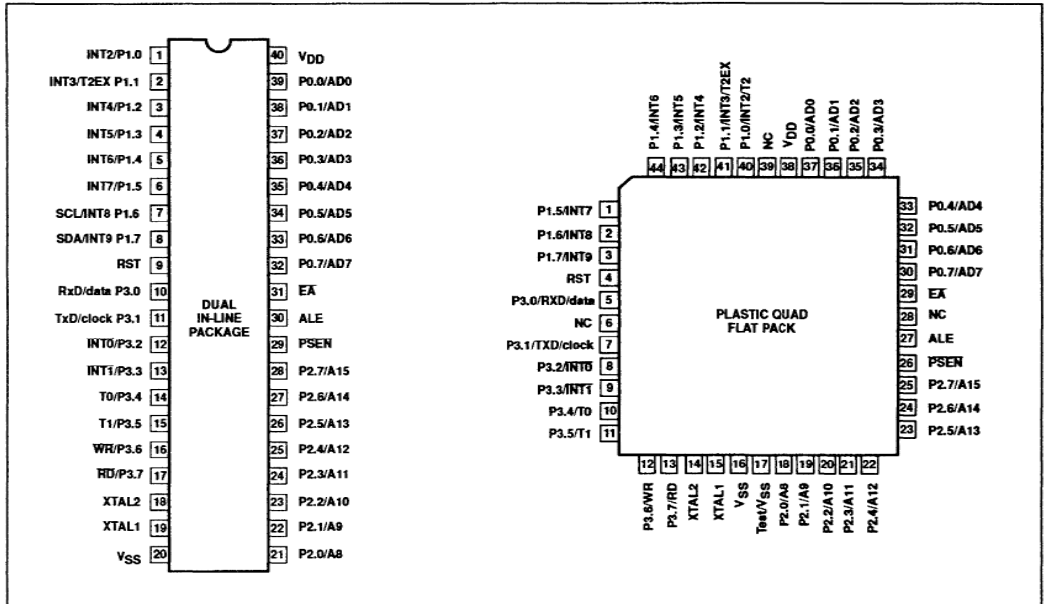 INT2/P1.0 1
INT3/T2EX P1.1 2
INT4/P1.2 3
INT5/P1.3 4
INT6/P1.4 5
INT7/P1.5 6
SCL/INT8 P1.6 7
SDA/INT9 P1.7 8
RST 9
RxD/data P3.0 10
TxD/clock P3.1 11
INT0/P3.2 12
INT1/P3.3 13
T0/P3.4 14
T1/P3.5 15
WR/P3.6 16
RD/P3.7 17
XTAL2 18
XTAL1 19
VSS 20
DUAL
IN-LINE
PACKAGE
40 VDD
39 P0.0/AD0
38 P0.1/AD1
37 P0.2/AD2
36 P0.3/AD3
35 P0.4/AD4
34 P0.5/AD5
33 P0.6/AD6
32 P0.7/AD7
31 EA
30 ALE
29 PSEN
28 P2.7/A15
27 P2.6/A14
26 P2.5/A13
25 P2.4/A12
24 P2.3/A11
23 P2.2/A10
22 P2.1/A9
21 P2.0/A8
P1.4/INT6 44
P1.3/INT5 43
P1.2/INT4 42
P1.1/INT3/T2EX 41
P1.0/INT2/T2 40
NC 39
VDD 38
P0.0/AD0 37
P0.1/AD1 36
P0.2/AD2 35
P0.3/AD3 34
P1.5/INT7 1
P1.6/INT8 2
P1.7/INT9 3
RST 4
P3.0/RXD/data 5
NC 6
P3.1/TXD/clock 7
P3.2/INT0 8
P3.3/INT1 9
P3.4/T0 10
P3.5/T1 11
PLASTIC QUAD
FLAT PACK
33 P0.4/AD4
32 P0.5/AD5
31 P0.6/AD6
30 P0.7/AD7
29 EA
28 NC
27 ALE
26 PSEN
25 P2.7/A15
24 P2.6/A14
23 P2.5/A13
12 P3.6/WR
13 P3.7/RD
14 XTAL2
15 XTAL1
16 VSS
17 Test/VSS
18 P2.0/A8
19 P2.1/A9
20 P2.2/A10
21 P2.3/A11
22 P2.4/A12